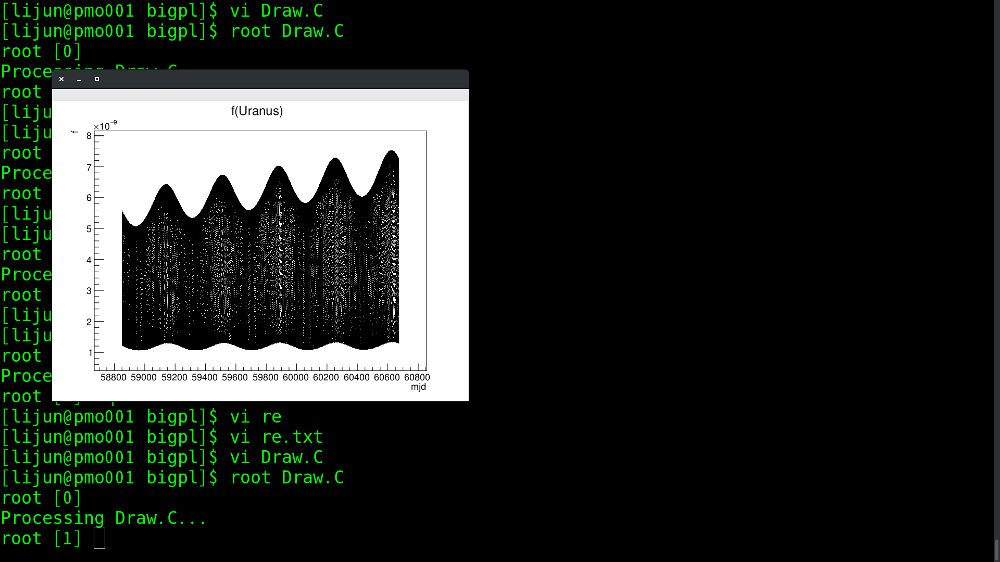 [lijun@pmo001 bigpl]$ vi Draw.C
[lijun@pmo001 bigpl]$ root Draw.C
root [0]
Processing Draw.C
root
[liju
[liju
root
Proce
root
[liju
[liju
root
Proce
root
[liju
[liju
root
Proce
root
f(Uranus)
×10⁻⁹
f
8
7
6
5
4
3
2
1
58800 59000 59200 59400 59600 59800 60000 60200 60400 60600 60800
mjd
[lijun@pmo001 bigpl]$ vi re
[lijun@pmo001 bigpl]$ vi re.txt
[lijun@pmo001 bigpl]$ vi Draw.C
[lijun@pmo001 bigpl]$ root Draw.C
root [0]
Processing Draw.C...
root [1]